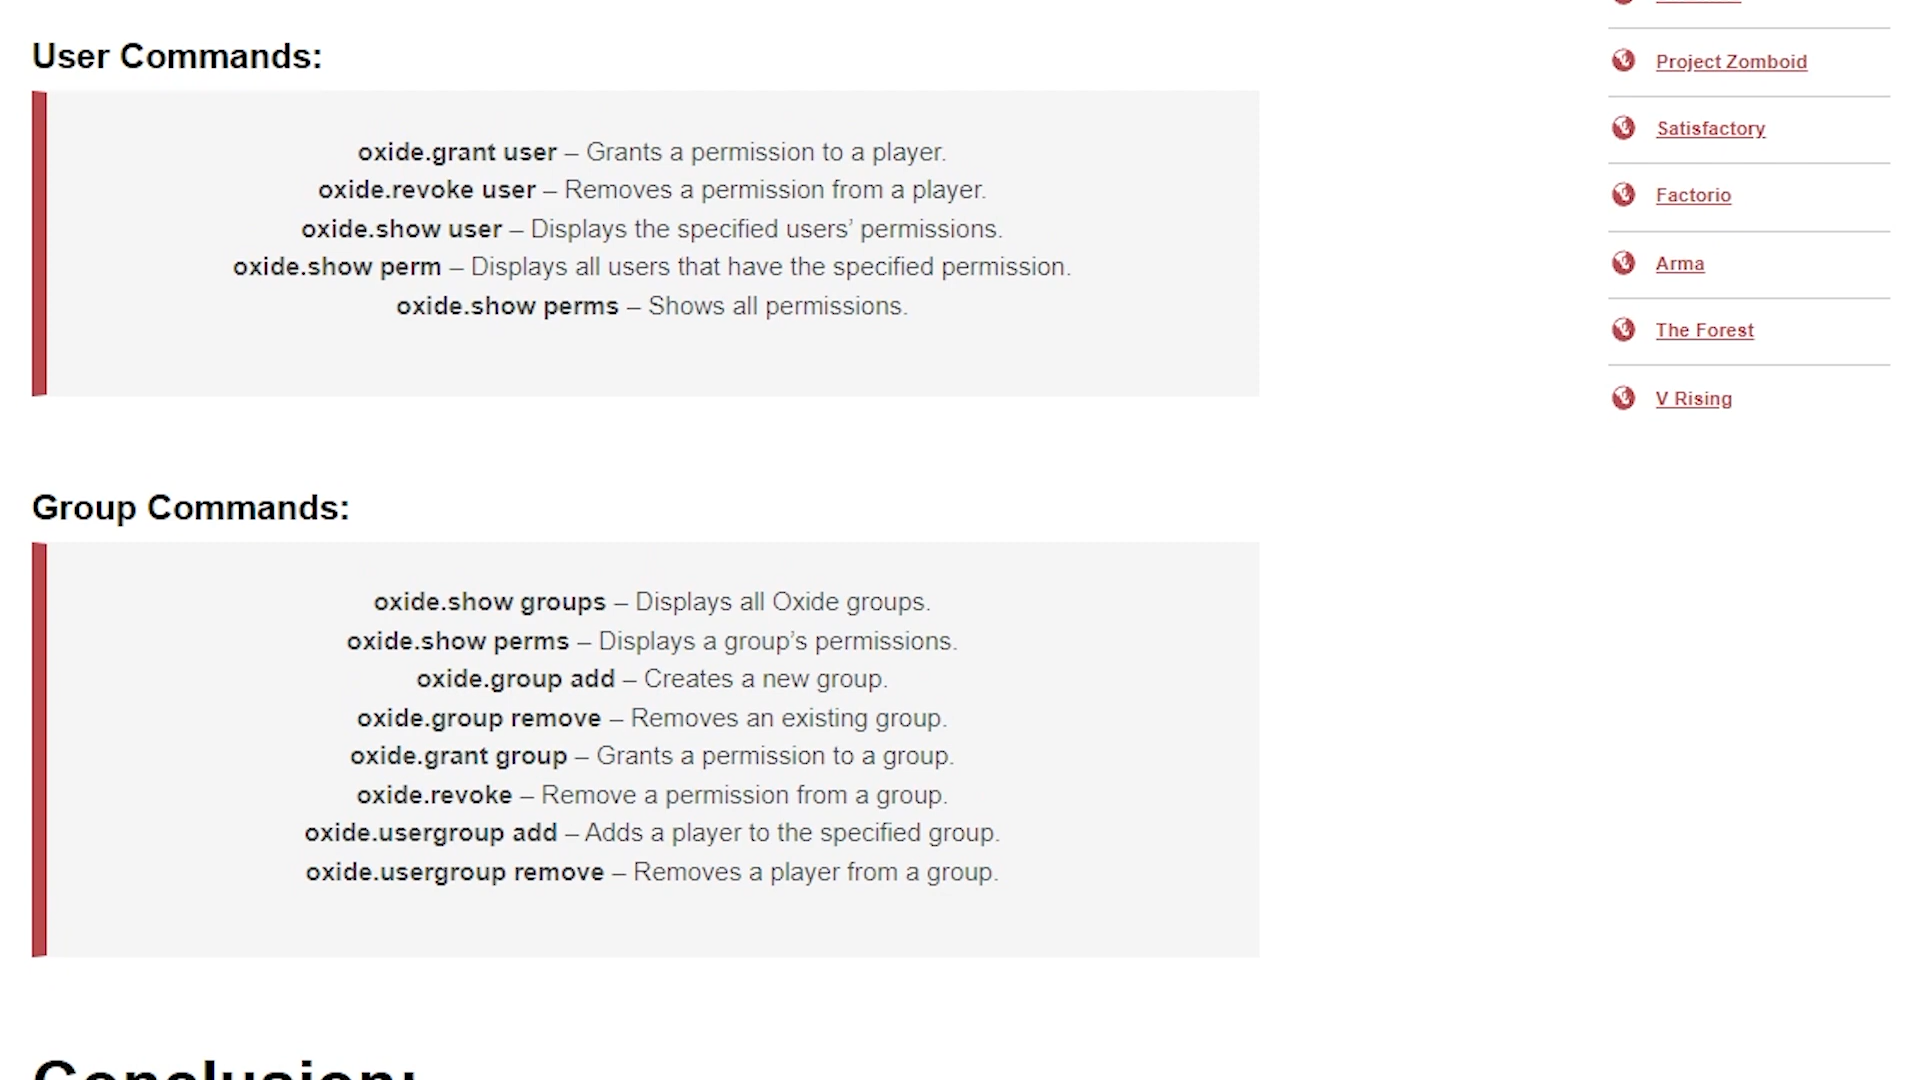 User Commands:
oxide.grant user – Grants a permission to a player.
oxide.revoke user – Removes a permission from a player.
oxide.show user – Displays the specified users’ permissions.
oxide.show perm – Displays all users that have the specified permission.
oxide.show perms – Shows all permissions.
Group Commands:
oxide.show groups – Displays all Oxide groups.
oxide.show perms – Displays a group’s permissions.
oxide.group add – Creates a new group.
oxide.group remove – Removes an existing group.
oxide.grant group – Grants a permission to a group.
oxide.revoke – Remove a permission from a group.
oxide.usergroup add – Adds a player to the specified group.
oxide.usergroup remove – Removes a player from a group.
Conclusion:
Project Zomboid
Satisfactory
Factorio
Arma
The Forest
V Rising